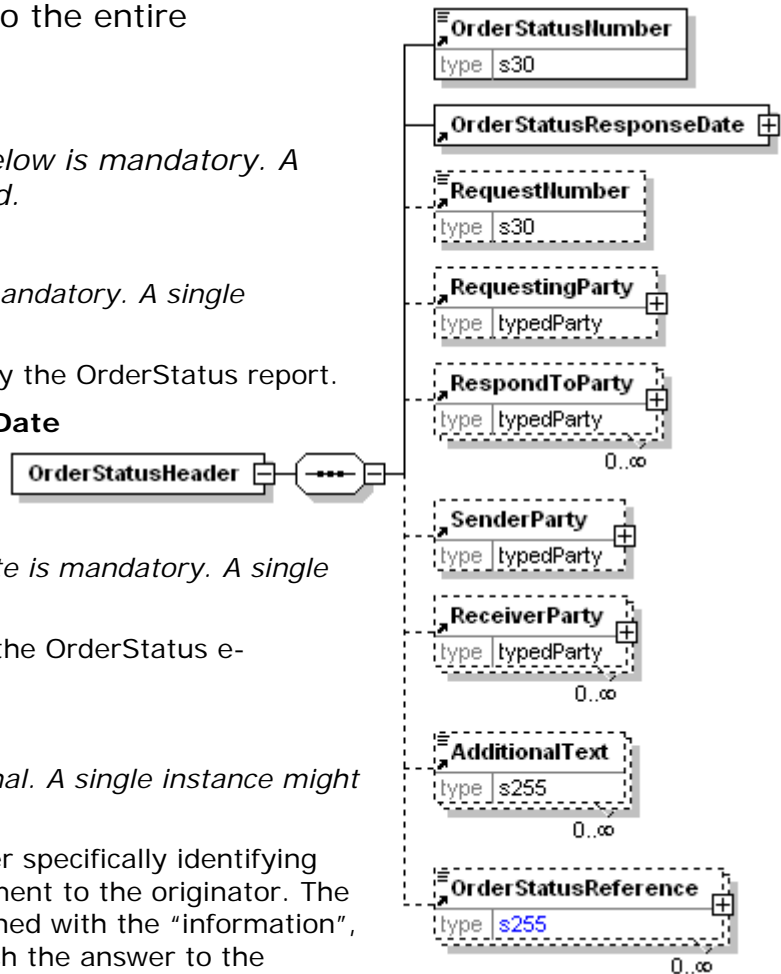 o the entire
elow is mandatory. A
d.
andatory. A single
y the OrderStatus report.
Date
te is mandatory. A single
the OrderStatus e-
nal. A single instance might
er specifically identifying
ment to the originator. The
ned with the “information”,
h the answer to the
OrderStatusHeader
OrderStatusNumber
type s30
OrderStatusResponseDate
RequestNumber
type s30
RequestingParty
type typedParty
RespondToParty
type typedParty
0..∞
SenderParty
type typedParty
ReceiverParty
type typedParty
0..∞
AdditionalText
type s255
0..∞
OrderStatusReference
type s255
0..∞